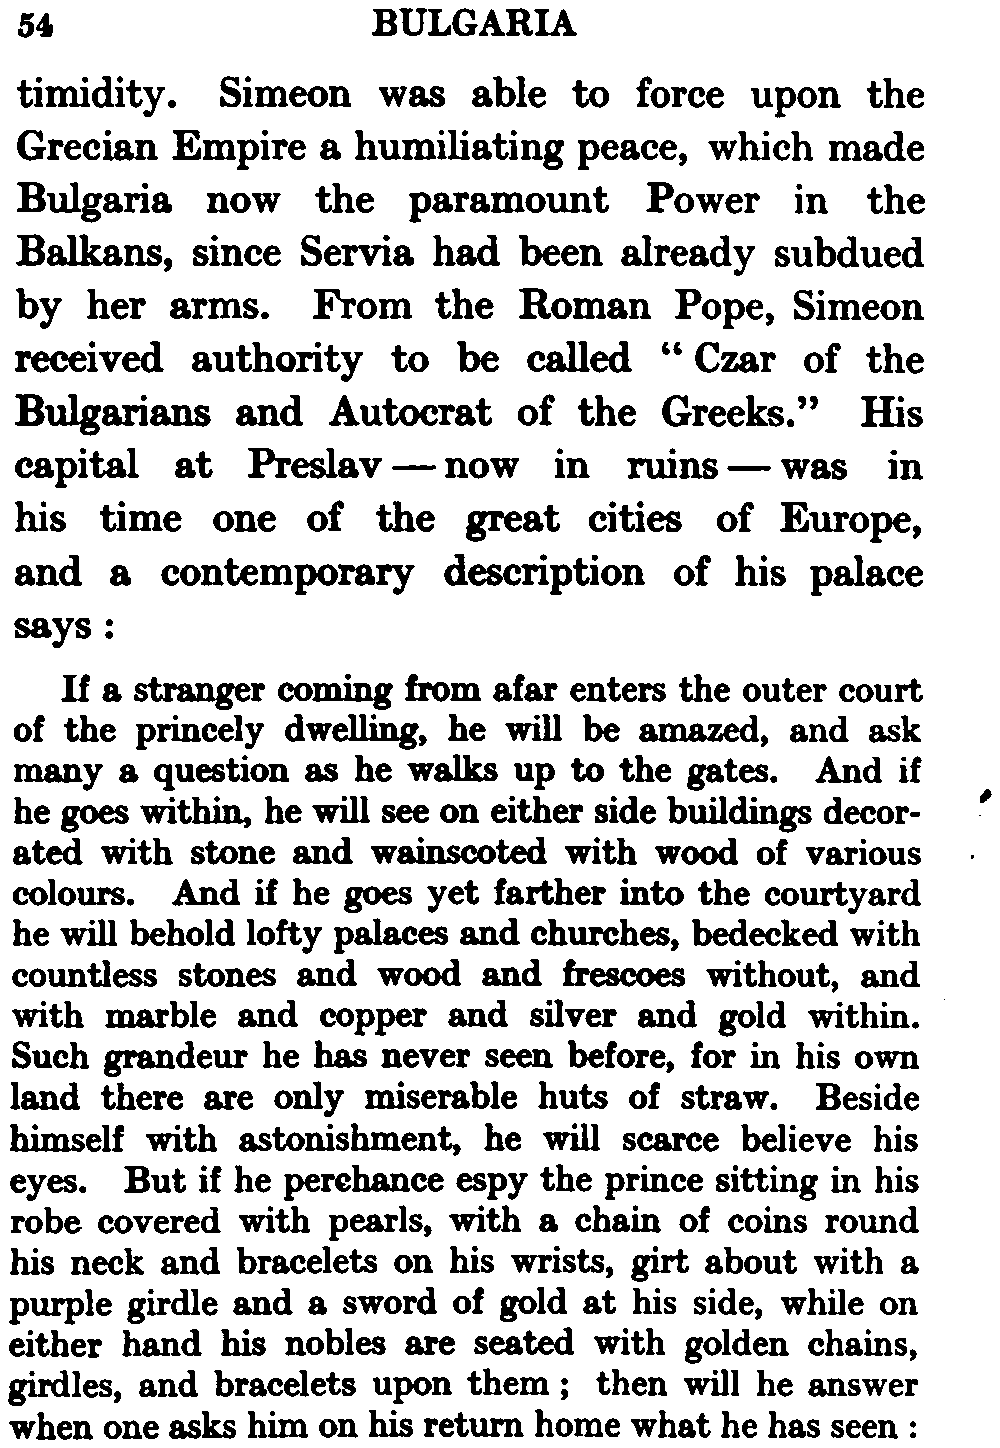 54 BULGARIA
timidity. Simeon was able to force upon the
Grecian Empire a humiliating peace, which made
Bulgaria now the paramount Power in the
Balkans, since Servia had been already subdued
by her arms. From the Roman Pope, Simeon
received authority to be called “ Czar of the
Bulgarians and Autocrat of the Greeks.” His
capital at Preslav — now in ruins — was in
his time one of the great cities of Europe,
and a contemporary description of his palace
says :
If a stranger coming from afar enters the outer court
of the princely dwelling, he will be amazed, and ask
many a question as he walks up to the gates. And if
he goes within, he will see on either side buildings decor-
ated with stone and wainscoted with wood of various
colours. And if he goes yet farther into the courtyard
he will behold lofty palaces and churches, bedecked with
countless stones and wood and frescoes without, and
with marble and copper and silver and gold within.
Such grandeur he has never seen before, for in his own
land there are only miserable huts of straw. Beside
himself with astonishment, he will scarce believe his
eyes. But if he perchance espy the prince sitting in his
robe covered with pearls, with a chain of coins round
his neck and bracelets on his wrists, girt about with a
purple girdle and a sword of gold at his side, while on
either hand his nobles are seated with golden chains,
girdles, and bracelets upon them ; then will he answer
when one asks him on his return home what he has seen :